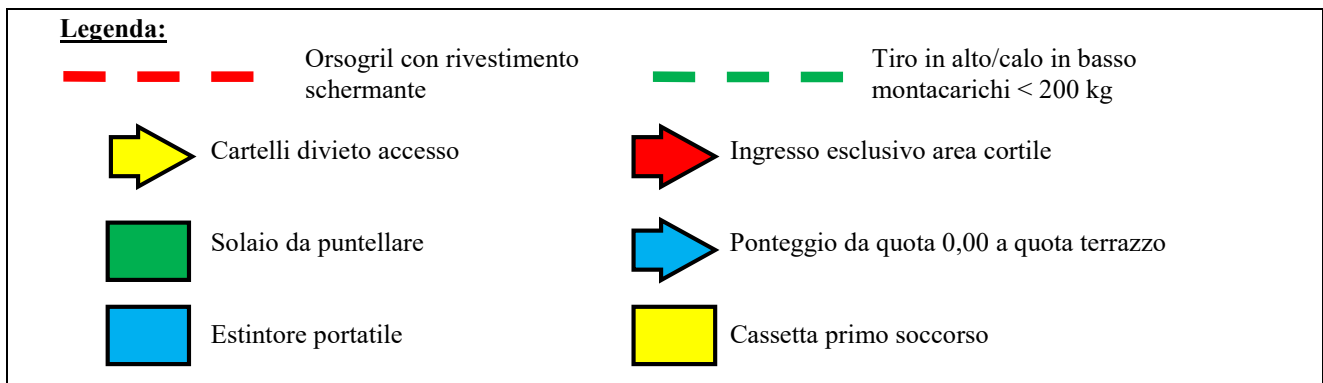 Legenda:
Orsogril con rivestimento
schermante
Tiro in alto/calo in basso
montacarichi < 200 kg
Cartelli divieto accesso
Ingresso esclusivo area cortile
Solaio da puntellare
Ponteggio da quota 0,00 a quota terrazzo
Estintore portatile
Cassetta primo soccorso